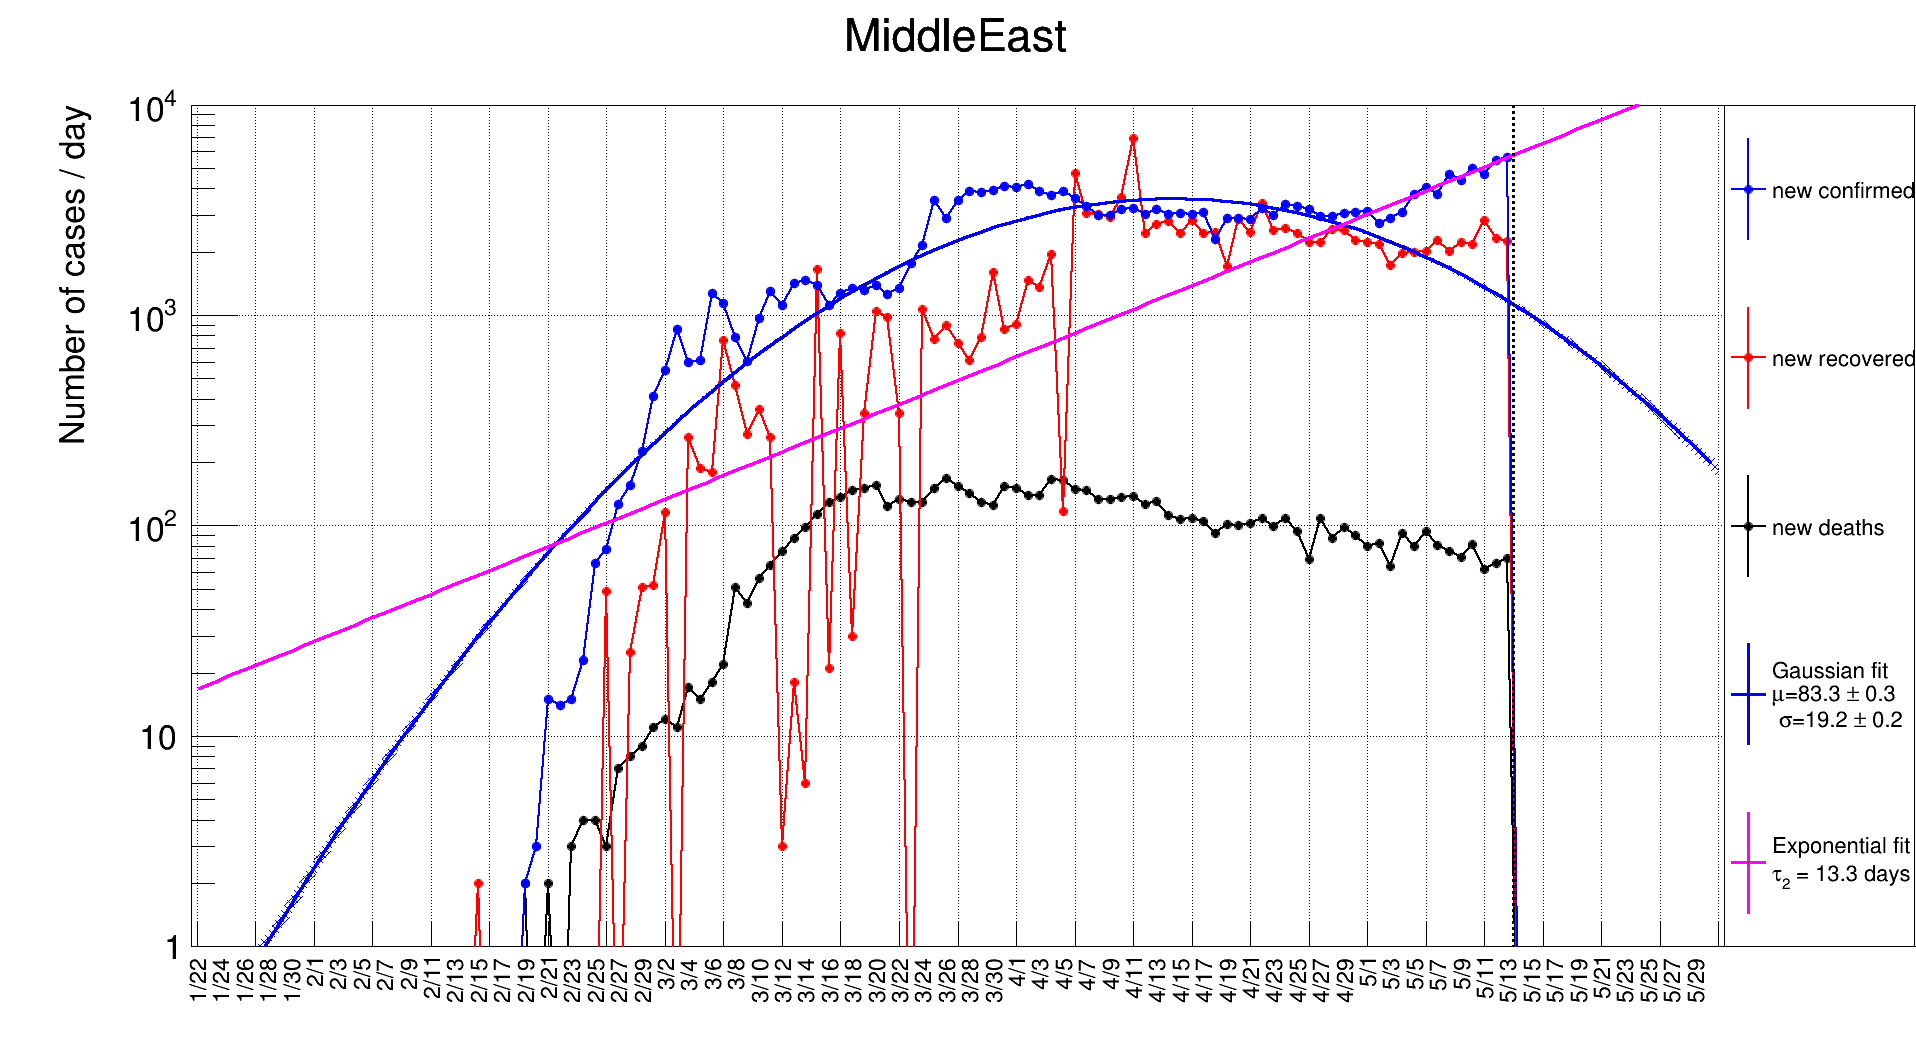 MiddleEast
Number of cases / day
10^4
10^3
10^2
10
1
1/22 1/24 1/26 1/28 1/30 2/1 2/3 2/5 2/7 2/9 2/11 2/13 2/15 2/17 2/19 2/21 2/23 2/25 2/27 2/29 3/2 3/4 3/6 3/8 3/10 3/12 3/14 3/16 3/18 3/20 3/22 3/24 3/26 3/28 3/30 4/1 4/3 4/5 4/7 4/9 4/11 4/13 4/15 4/17 4/19 4/21 4/23 4/25 4/27 4/29 5/1 5/3 5/5 5/7 5/9 5/11 5/13 5/15 5/17 5/19 5/21 5/23 5/25 5/27 5/29
new confirmed
new recovered
new deaths
Gaussian fit
μ=83.3 ± 0.3
σ=19.2 ± 0.2
Exponential fit
τ₂ = 13.3 days